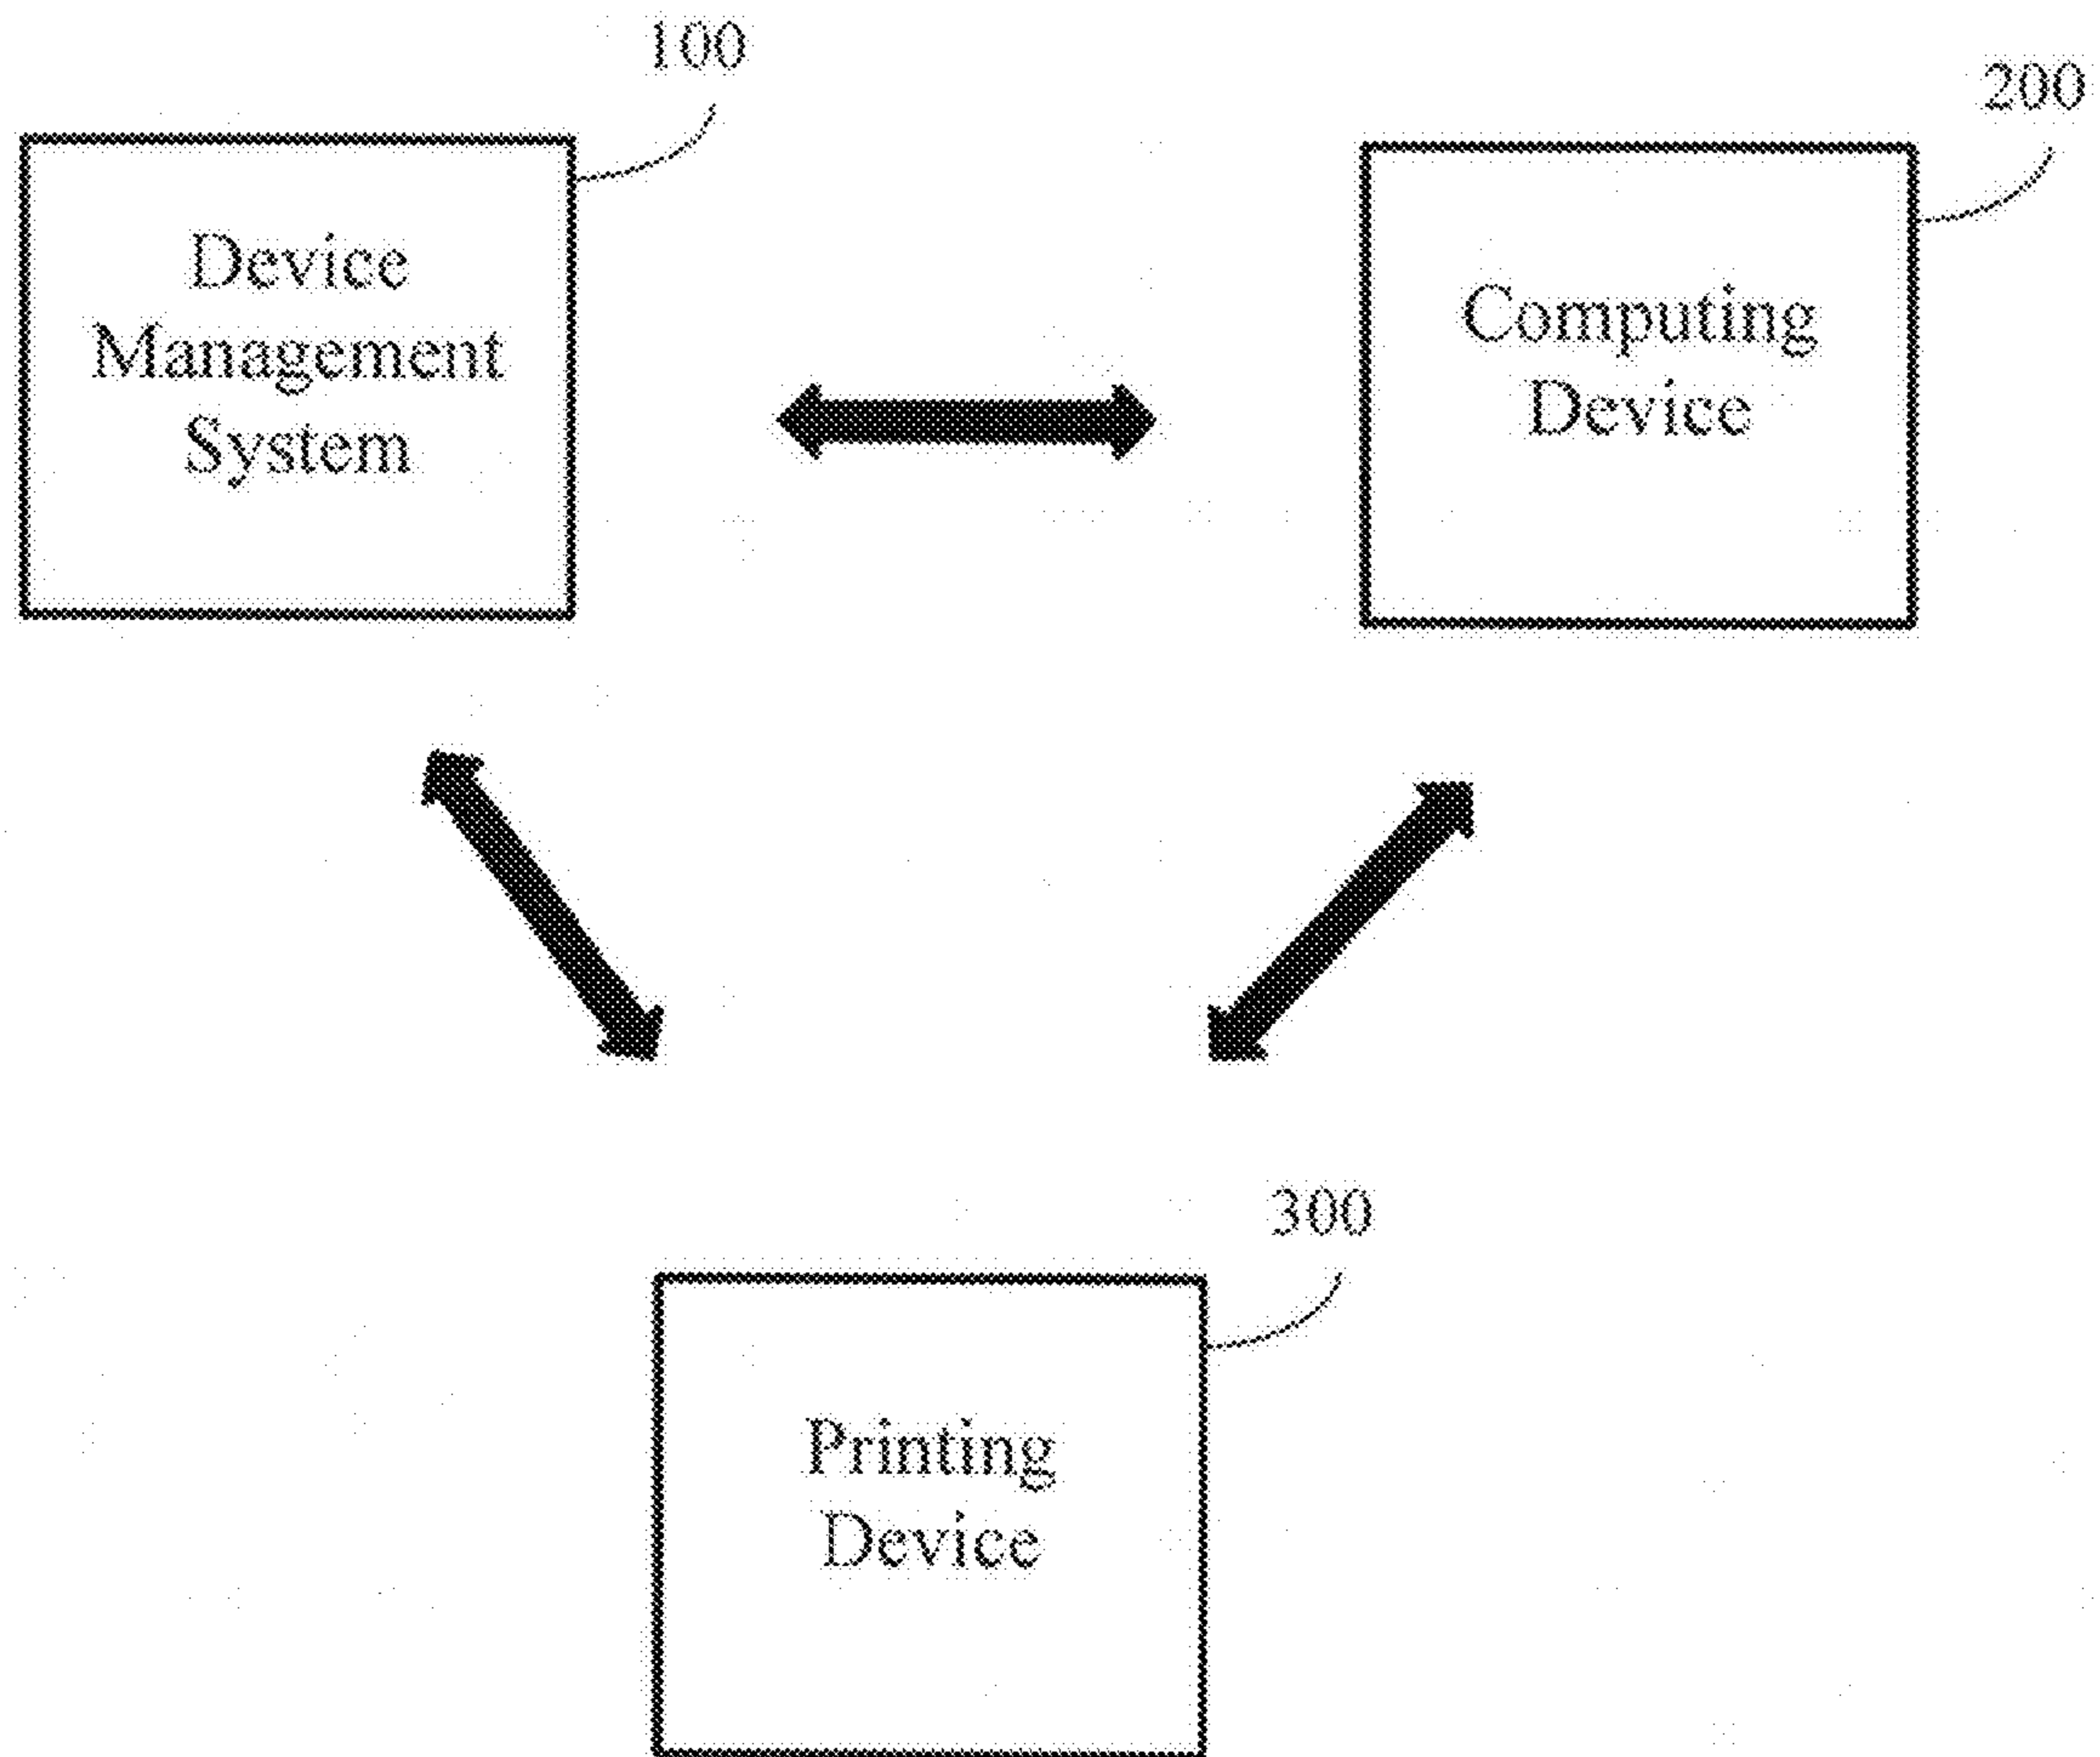 100
200
Device
Management
System
Computing
Device
300
Printing
Device